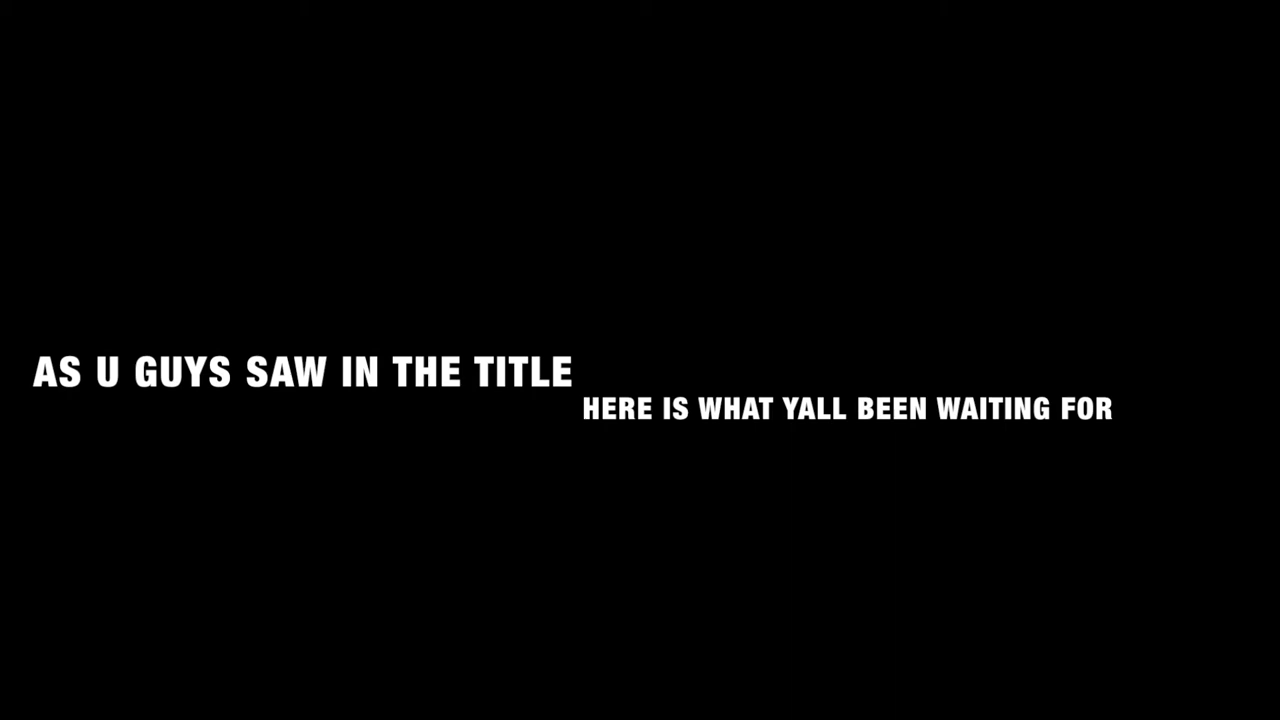 AS U GUYS SAW IN THE TITLE
HERE IS WHAT YALL BEEN WAITING FOR